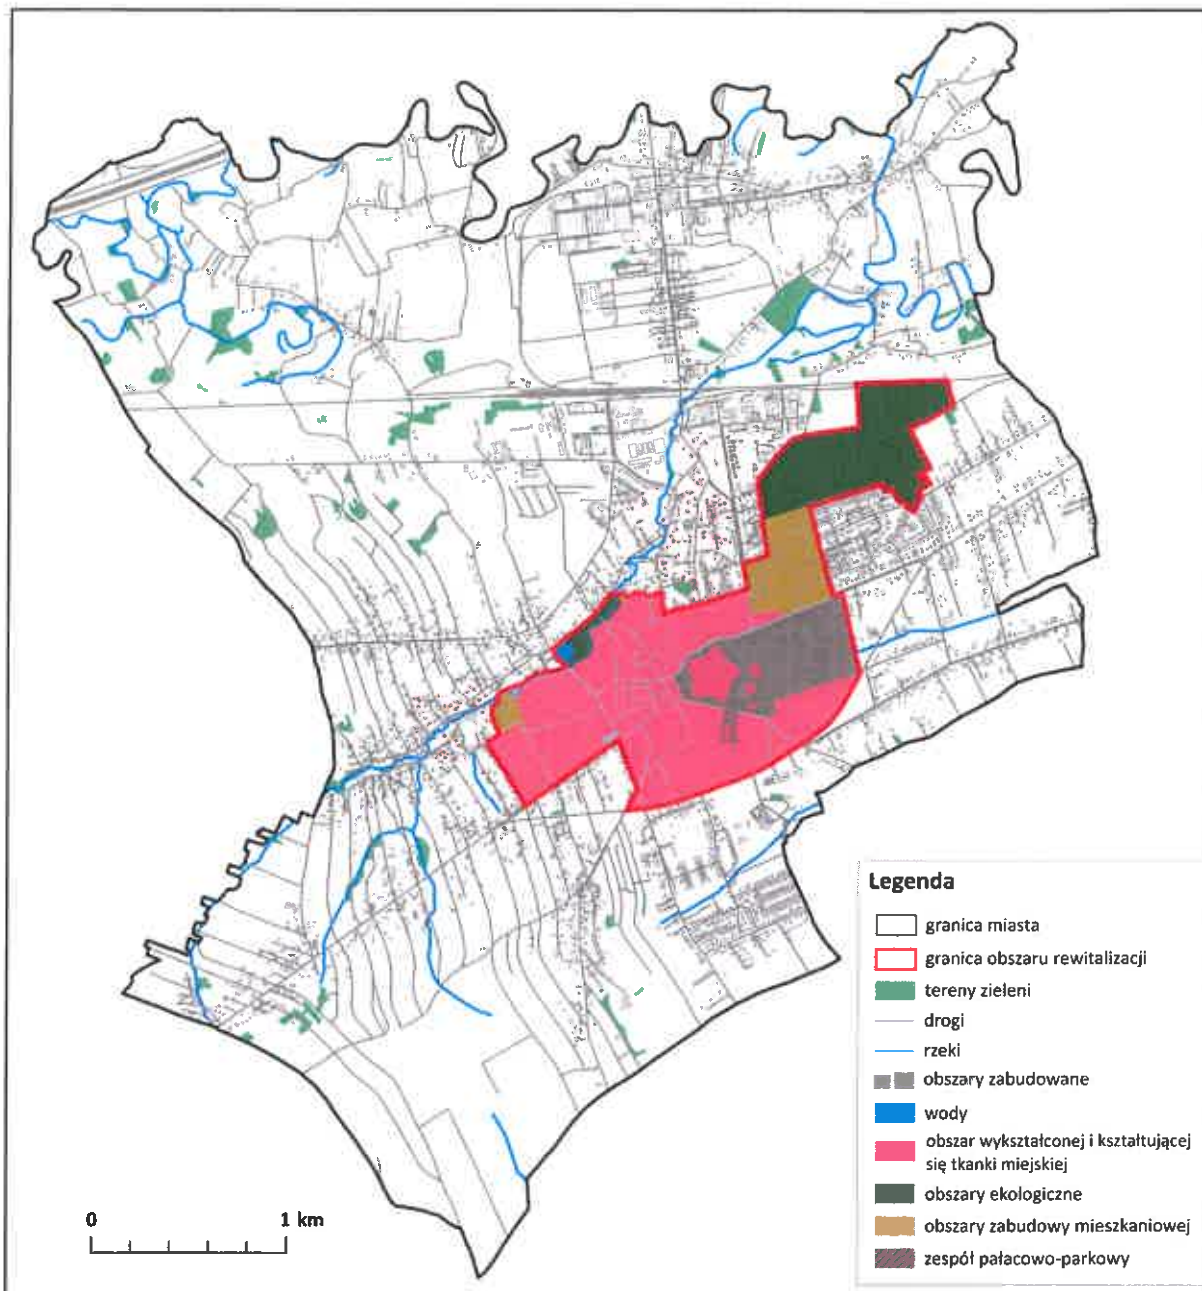 Legenda
granica miasta
granica obszaru rewitalizacji
tereny zieleni
drogi
rzeki
obszary zabudowane
wody
obszar wykształconej i kształtującej
się tkanki miejskiej
obszary ekologiczne
obszary zabudowy mieszkaniowej
zespół pałacowo-parkowy
0 1 km